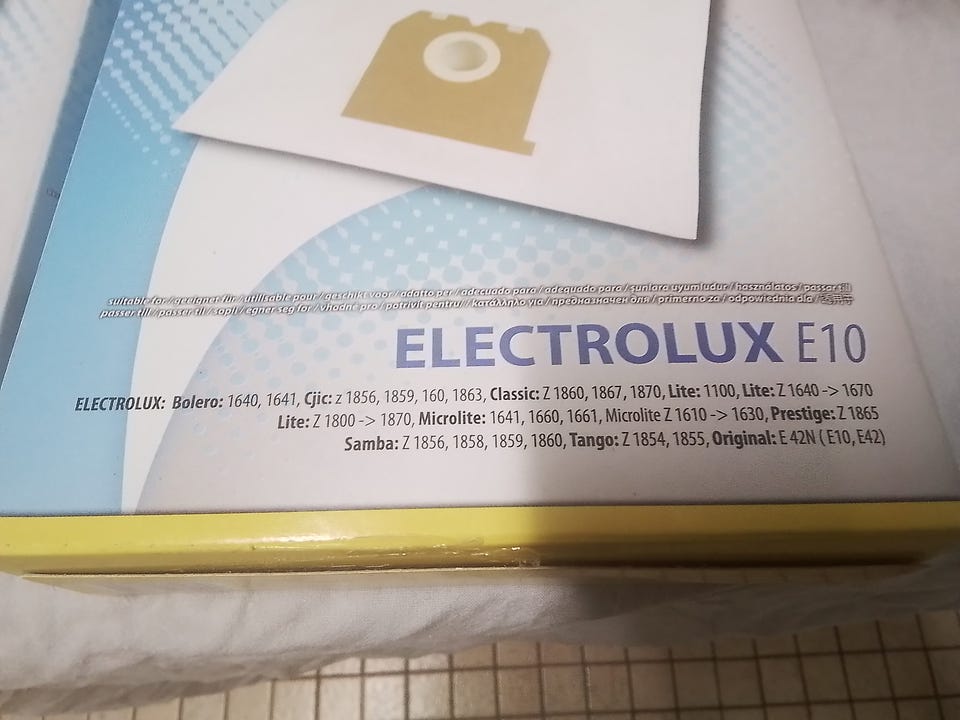 suitable for / geeignet für / utilisable pour / geschikt voor / adatto per / adecuado para / adequado para / şunlara uyumludur / használatos / passar till
passer till / passer til / sopii / egner seg for / vhodné pro / potrivit pentru / κατάλληλο για / предназначен для / primerno za / odpowiednia dla /
ELECTROLUX E10
ELECTROLUX: Bolero: 1640, 1641, Cjic: z 1856, 1859, 160, 1863, Classic: Z 1860, 1867, 1870, Lite: 1100, Lite: Z 1640 -> 1670
Lite: Z 1800 -> 1870, Microlite: 1641, 1660, 1661, Microlite Z 1610 -> 1630, Prestige: Z 1865
Samba: Z 1856, 1858, 1859, 1860, Tango: Z 1854, 1855, Original: E 42N ( E10, E42)